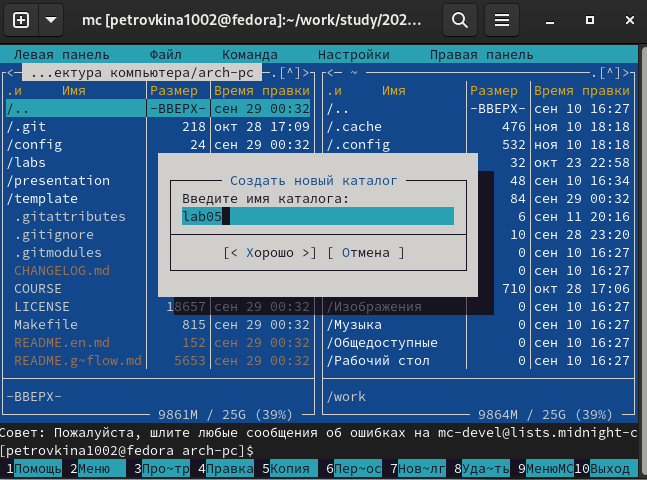 mc [petrovkina1002@fedora]:~/work/study/202...
Левая панель Файл Команда Настройки Правая панель
<— ...ектура компьютера/arch-pc .[^]> <— ~ .[^]>
.и Имя Размер Время правки .и Имя Размер Время правки
/.. -ВВЕРХ- сен 29 00:32 /.. -ВВЕРХ- сен 10 16:27
/.git 218 окт 28 17:09 /.cache 476 ноя 10 18:18
/config 24 сен 29 00:32 /.config 532 ноя 10 18:18
/labs 32 окт 23 22:58
/presentation 48 сен 10 16:34
Создать новый каталог
/template 84 сен 29 00:32
Введите имя каталога:
.gitattributes 6 сен 11 20:16
lab05
.gitignore 10 сен 28 23:20
.gitmodules 0 сен 10 16:27
[< Хорошо >] [ Отмена ]
CHANGELOG.md 0 сен 10 16:27
COURSE 710 окт 28 17:06
LICENSE 18657 сен 29 00:32 /Изображения 0 сен 10 16:27
Makefile 815 сен 29 00:32 /Музыка 0 сен 10 16:27
README.en.md 152 сен 29 00:32 /Общедоступные 0 сен 10 16:27
README.g~flow.md 5653 сен 29 00:32 /Рабочий стол 0 сен 10 16:27
-ВВЕРХ- /work
9861M / 25G (39%) 9864M / 25G (39%)
Совет: Пожалуйста, шлите любые сообщения об ошибках на mc-devel@lists.midnight-c
[petrovkina1002@fedora arch-pc]$
1Помощь 2Меню 3Про~тр 4Правка 5Копия 6Пер~ос 7Нов~лг 8Уда~ть 9МенюМС 10Выход